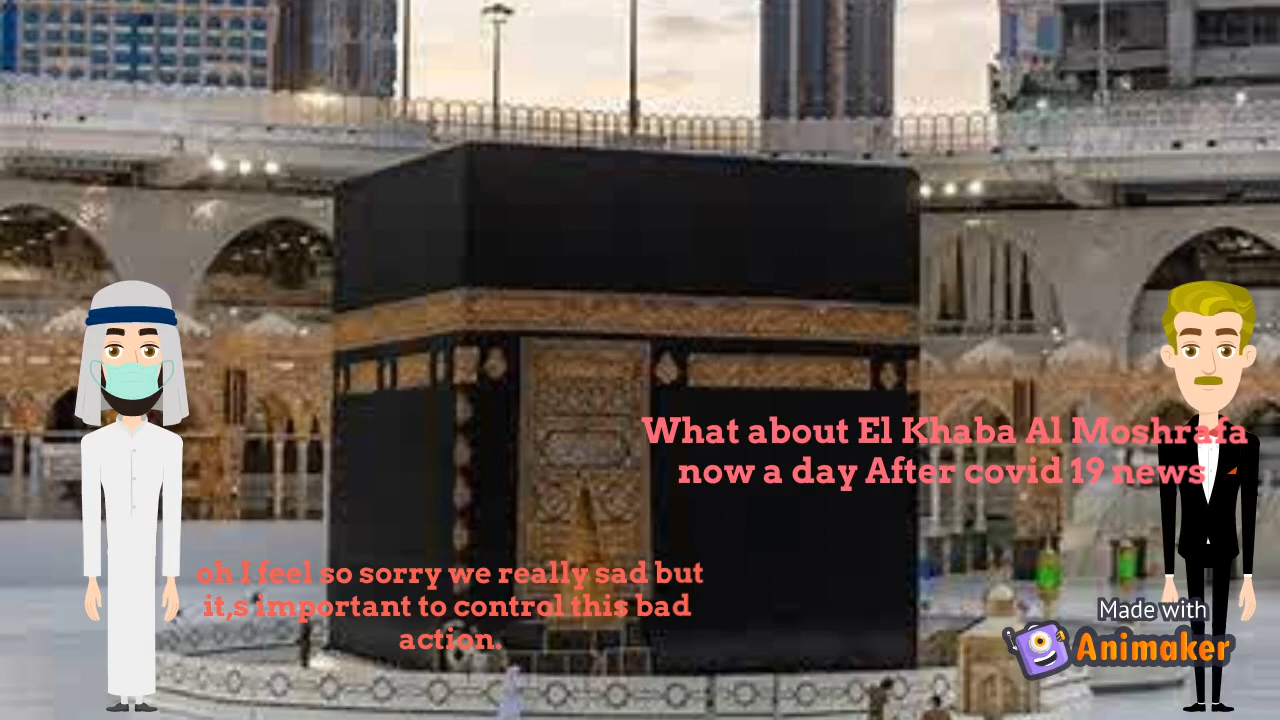 What about El Khaba Al Moshrafa
now a day After covid 19 news
oh I feel so sorry we really sad but
it,s important to control this bad
action.
Made with
Animaker